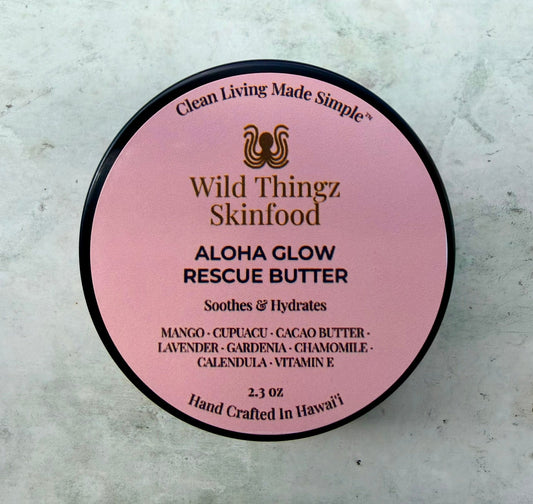 Clean Living Made Simple™
Wild Thingz
Skinfood
ALOHA GLOW
RESCUE BUTTER
Soothes & Hydrates
MANGO · CUPUACU · CACAO BUTTER ·
LAVENDER · GARDENIA · CHAMOMILE ·
CALENDULA · VITAMIN E
2.3 oz
Hand Crafted In Hawai'i